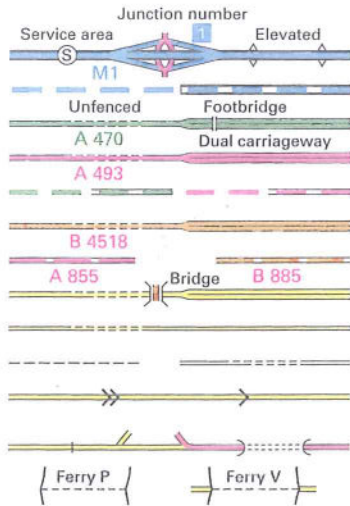 Junction number
Service area 1 Elevated
S
M1
Unfenced Footbridge
A 470 Dual carriageway
A 493
B 4518
A 855 Bridge B 885
Ferry P Ferry V